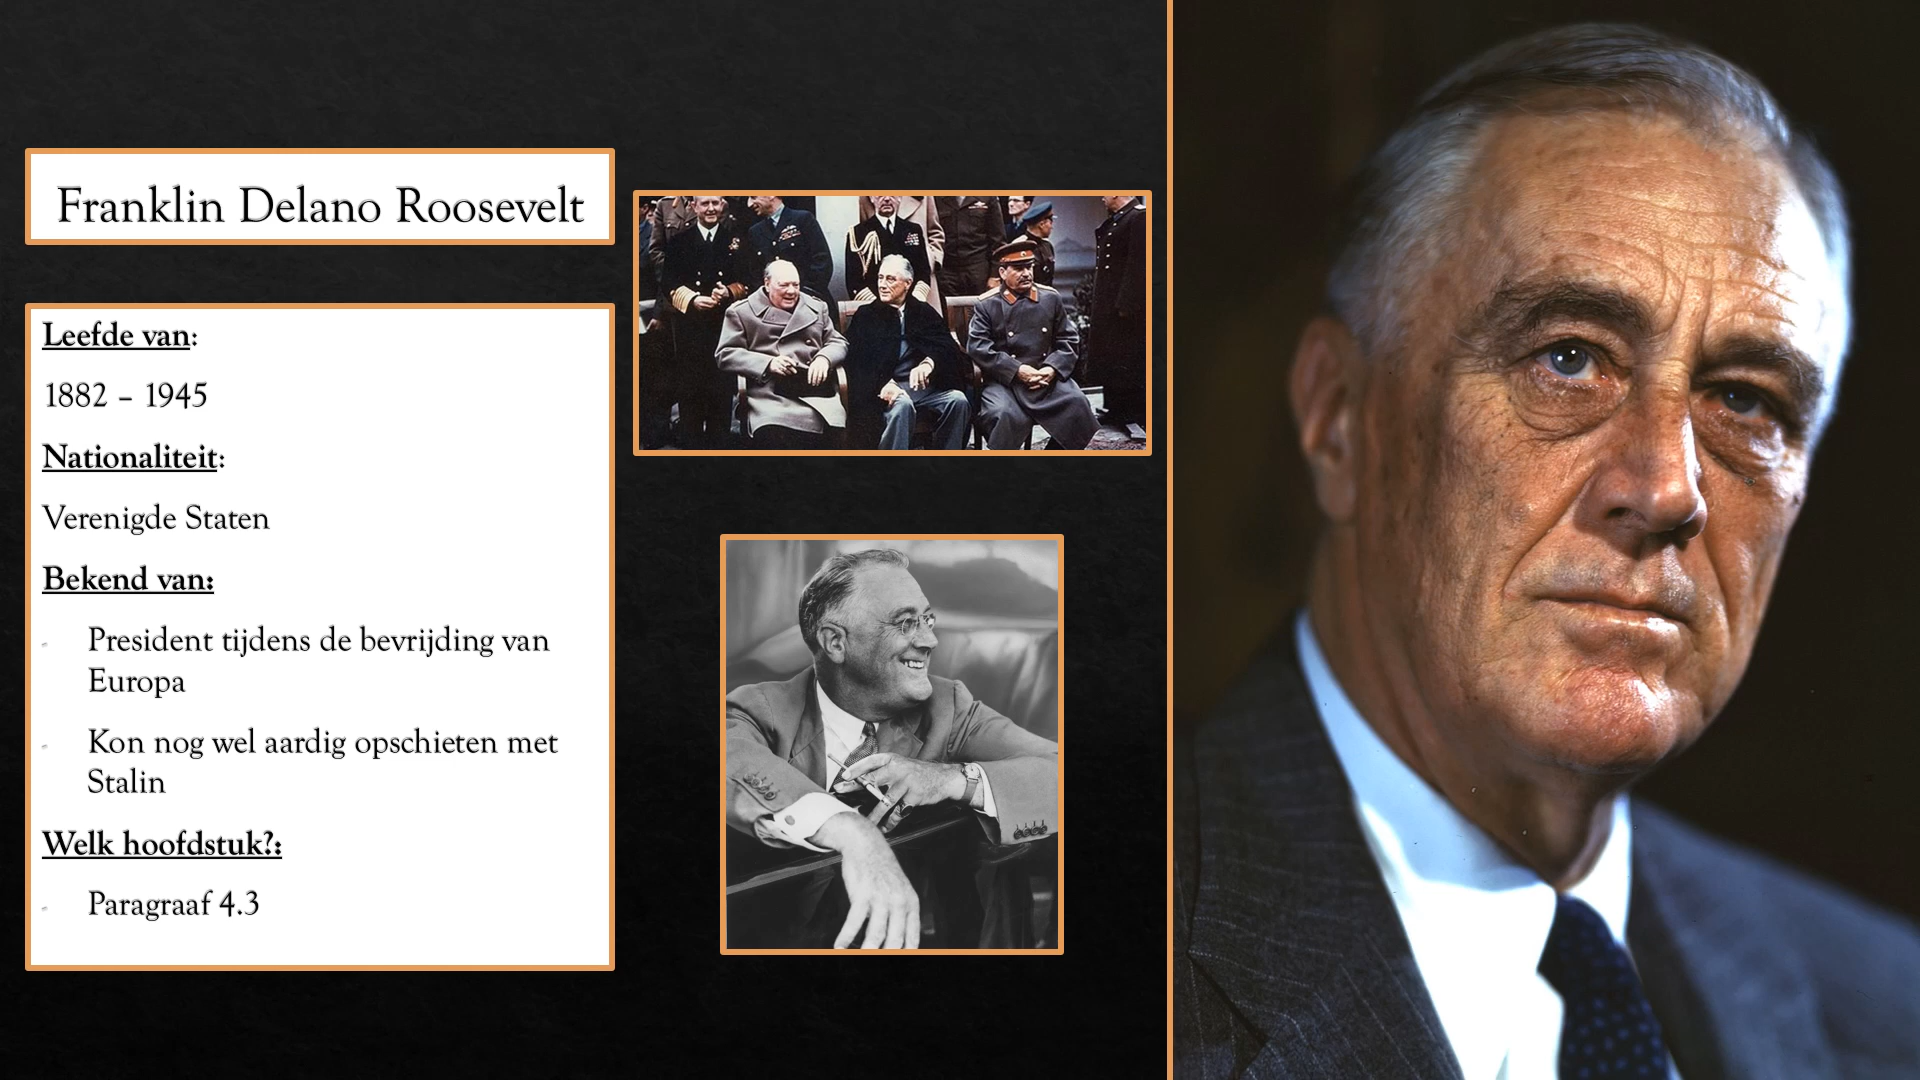 Franklin Delano Roosevelt
Leefde van:
1882 – 1945
Nationaliteit:
Verenigde Staten
Bekend van:
- President tijdens de bevrijding van
Europa
- Kon nog wel aardig opschieten met
Stalin
Welk hoofdstuk?:
- Paragraaf 4.3